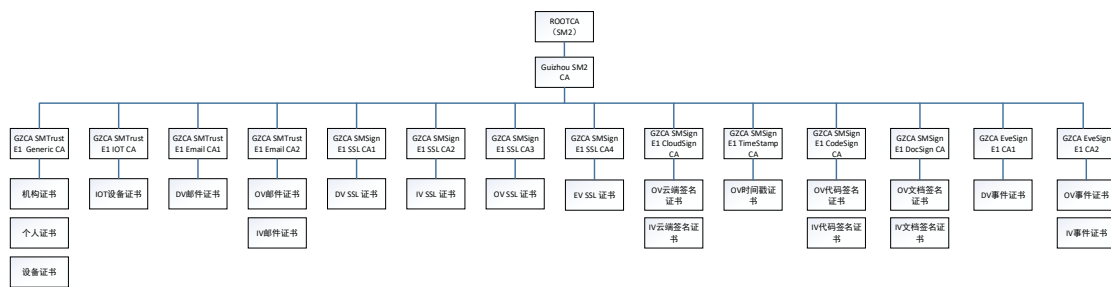 ROOTCA
（SM2）
Guizhou SM2
CA
GZCA SMTrust
E1 Generic CA
GZCA SMTrust
E1 IOT CA
GZCA SMTrust
E1 Email CA1
GZCA SMTrust
E1 Email CA2
GZCA SMSign
E1 SSL CA1
GZCA SMSign
E1 SSL CA2
GZCA SMSign
E1 SSL CA3
GZCA SMSign
E1 SSL CA4
GZCA SMSign
E1 CloudSign
CA
GZCA SMSign
E1 TimeStamp
CA
GZCA SMSign
E1 CodeSign
CA
GZCA SMSign
E1 DocSign CA
GZCA EveSign
E1 CA1
GZCA EveSign
E1 CA2
机构证书
IOT设备证书
DV邮件证书
OV邮件证书
DV SSL 证书
IV SSL 证书
OV SSL 证书
EV SSL 证书
OV云端签名
证书
OV时间戳证
书
OV代码签名
证书
OV文档签名
证书
DV事件证书
OV事件证书
个人证书
IV邮件证书
IV云端签名证
书
IV代码签名证
书
IV文档签名证
书
IV事件证书
设备证书